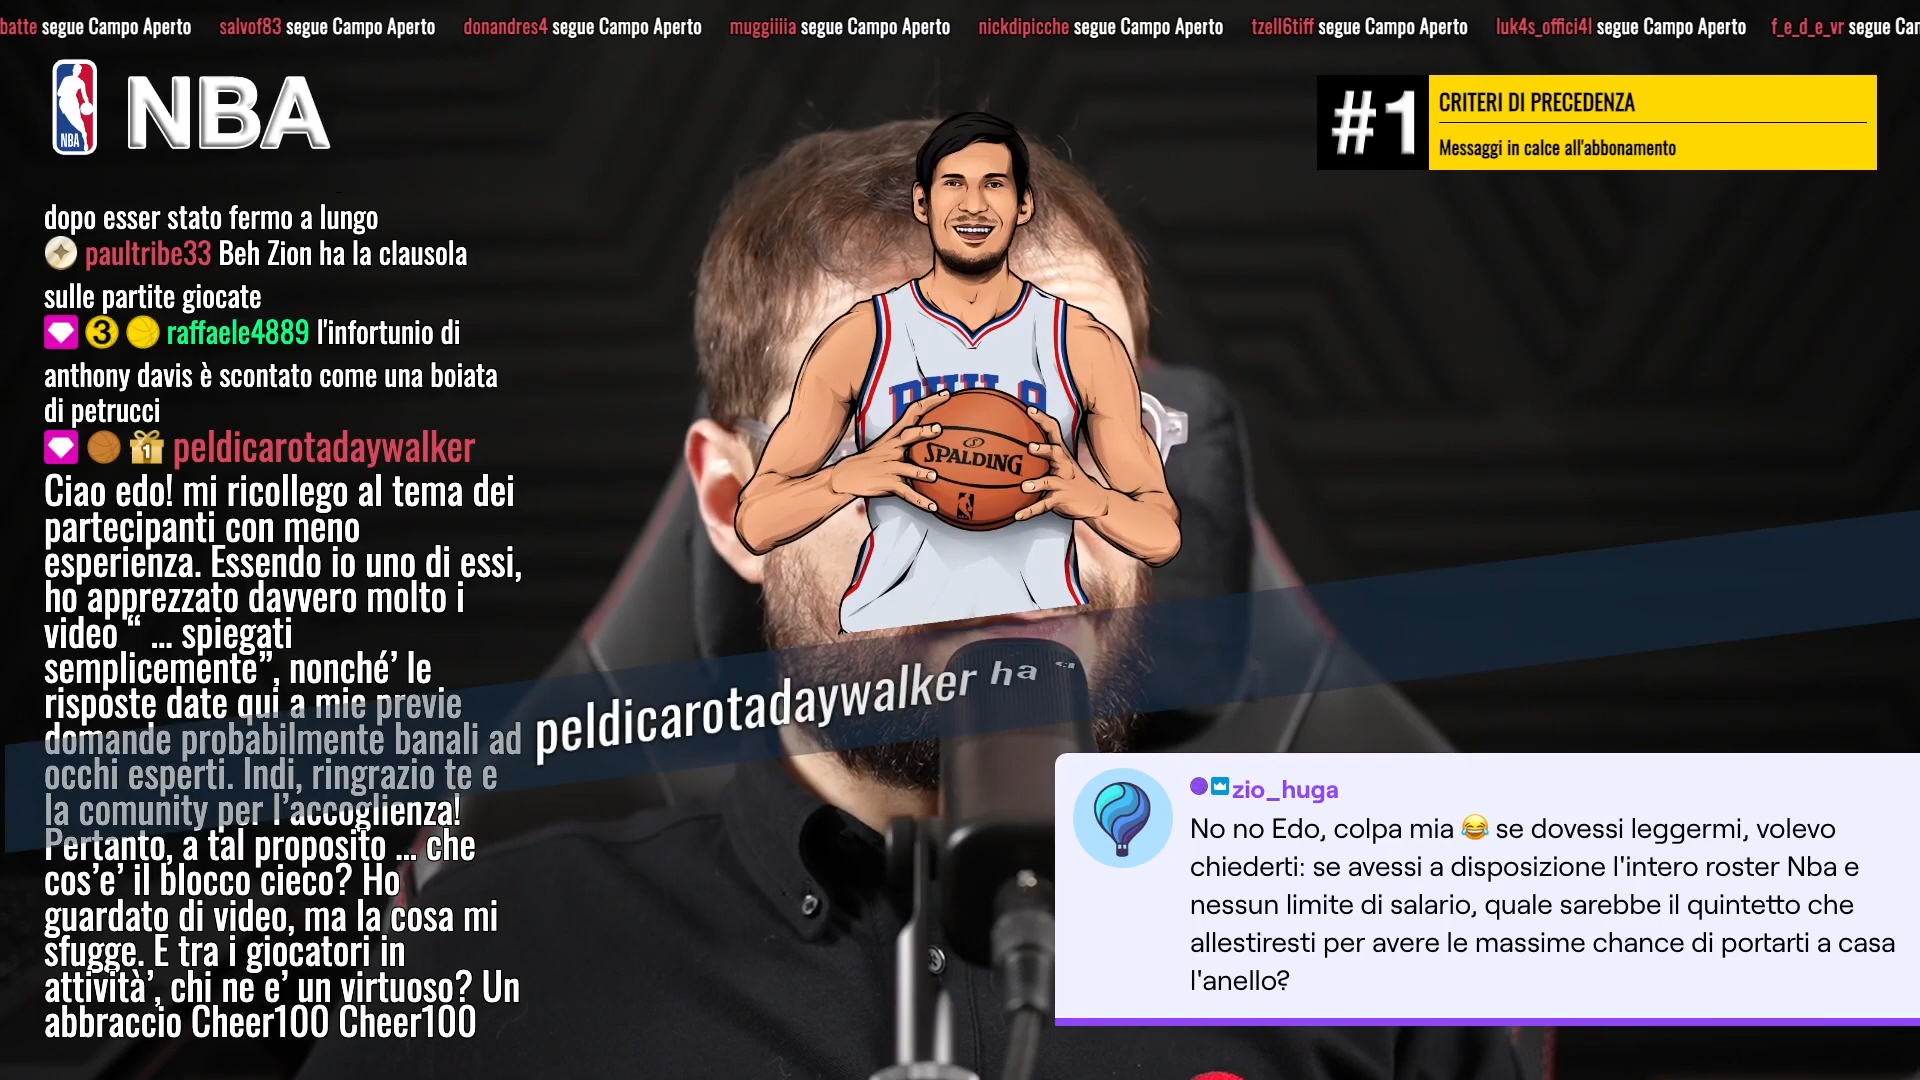 batte segue Campo Aperto salvof83 segue Campo Aperto donandres4 segue Campo Aperto muggiiiia segue Campo Aperto nickdipicche segue Campo Aperto tzell6tiff segue Campo Aperto luk4s_offici4l segue Campo Aperto f_e_d_e_vr segue Cam
NBA NBA
#1 CRITERI DI PRECEDENZA
Messaggi in calce all'abbonamento
dopo esser stato fermo a lungo
paultribe33 Beh Zion ha la clausola
sulle partite giocate
3 raffaele4889 l'infortunio di
anthony davis è scontato come una boiata
di petrucci
1 peldicarotadaywalker
Ciao edo! mi ricollego al tema dei
partecipanti con meno
esperienza. Essendo io uno di essi,
ho apprezzato davvero molto i
video “ ... spiegati
semplicemente”, nonché’ le
risposte date qui a mie previe
domande probabilmente banali ad
occhi esperti. Indi, ringrazio te e
la comunity per l’accoglienza!
Pertanto, a tal proposito ... che
cos’e’ il blocco cieco? Ho
guardato di video, ma la cosa mi
sfugge. E tra i giocatori in
attività’, chi ne e’ un virtuoso? Un
abbraccio Cheer100 Cheer100
PHILA
SPALDING
peldicarotadaywalker ha
zio_huga
No no Edo, colpa mia 😂 se dovessi leggermi, volevo
chiederti: se avessi a disposizione l'intero roster Nba e
nessun limite di salario, quale sarebbe il quintetto che
allestiresti per avere le massime chance di portarti a casa
l'anello?